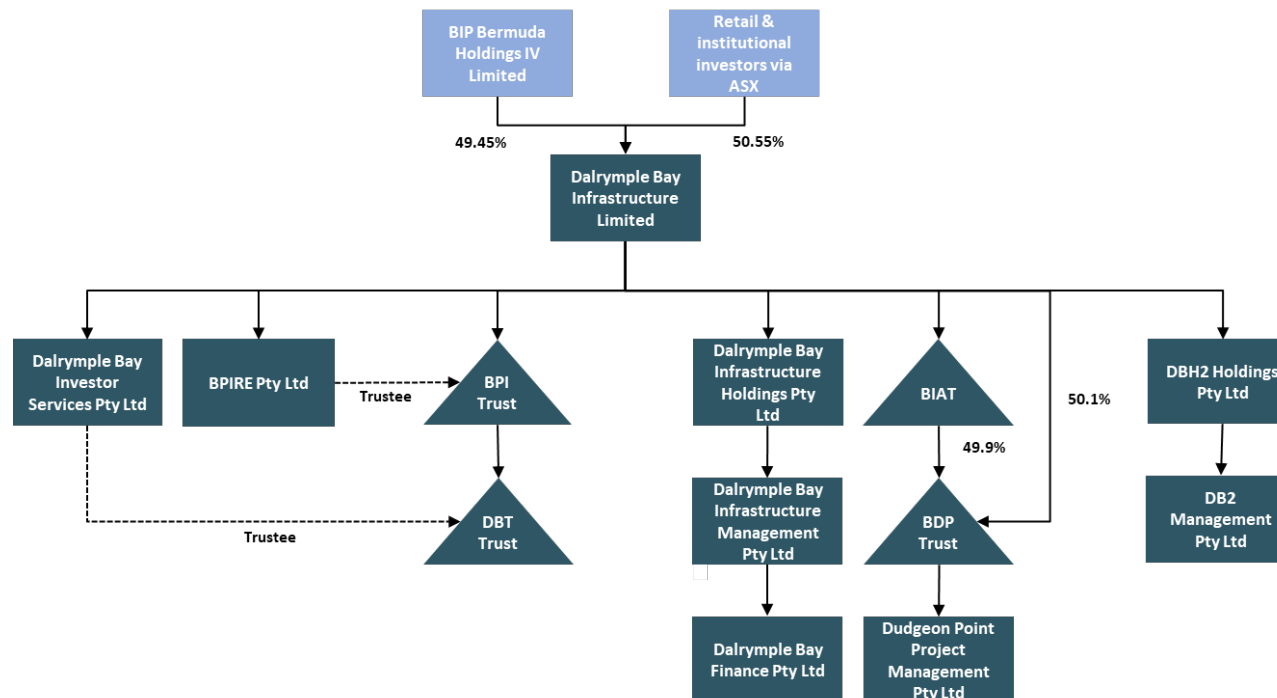 BIP Bermuda
Holdings IV
Limited
Retail &
institutional
investors via
ASX
49.45%
50.55%
Dalrymple Bay
Infrastructure
Limited
Dalrymple Bay
Investor
Services Pty Ltd
BPIRE Pty Ltd
Trustee
BPI
Trust
Dalrymple Bay
Infrastructure
Holdings Pty
Ltd
BIAT
50.1%
DBH2 Holdings
Pty Ltd
49.9%
Trustee
DBT
Trust
Dalrymple Bay
Infrastructure
Management
Pty Ltd
BDP
Trust
DB2
Management
Pty Ltd
Dalrymple Bay
Finance Pty Ltd
Dudgeon Point
Project
Management
Pty Ltd